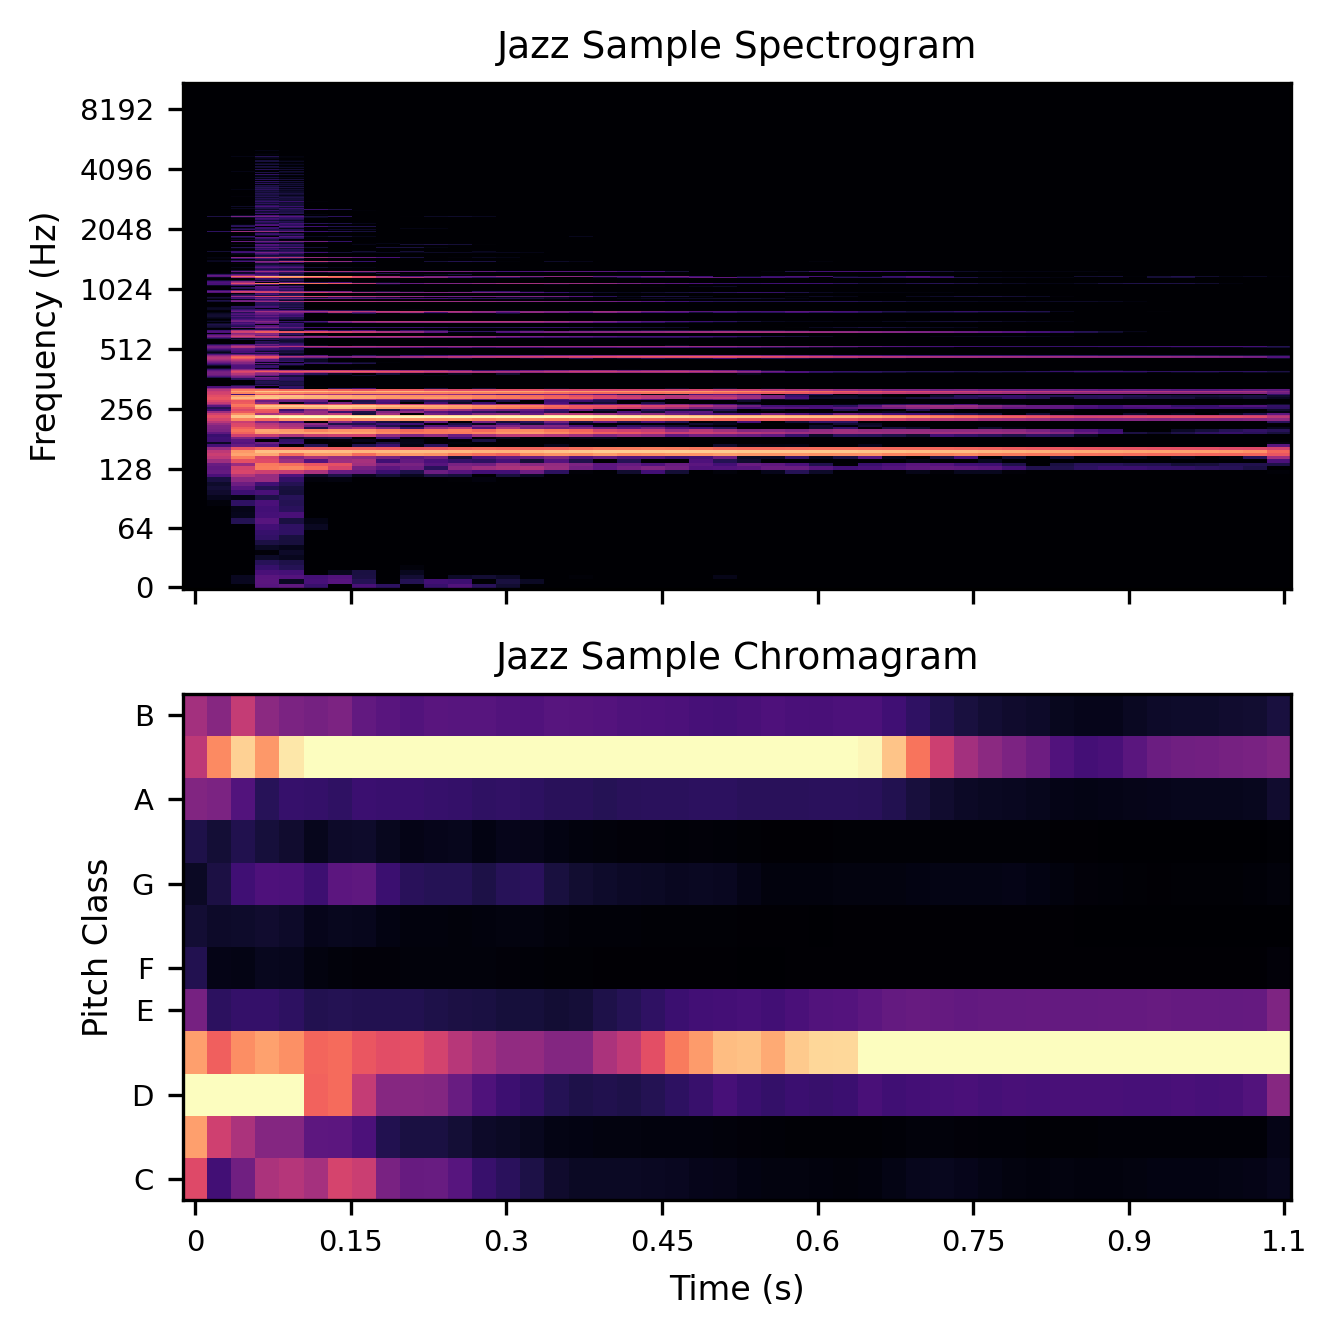 Jazz Sample Spectrogram
8192
4096
2048
1024
512
256
128
64
0
Frequency (Hz)
Jazz Sample Chromagram
B
A
G
F
E
D
C
Pitch Class
0 0.15 0.3 0.45 0.6 0.75 0.9 1.1
Time (s)